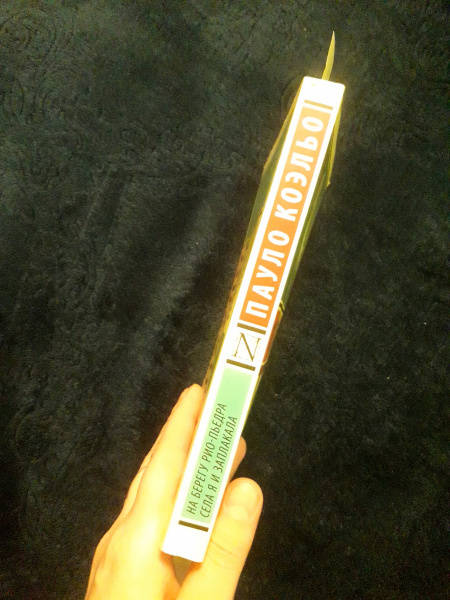 ПАУЛО КОЭЛЬО
N
НА БЕРЕГУ РИО-ПЬЕДРА
СЕЛА Я И ЗАПЛАКАЛА